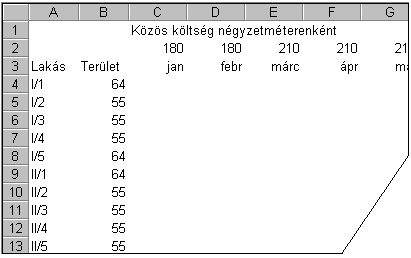 A B C D E F G
1 Közös költség négyzetméterenként
2 180 180 210 210
3 Lakás Terület jan febr márc ápr
4 I/1 64
5 I/2 55
6 I/3 55
7 I/4 55
8 I/5 64
9 II/1 64
10 II/2 55
11 II/3 55
12 II/4 55
13 II/5 55